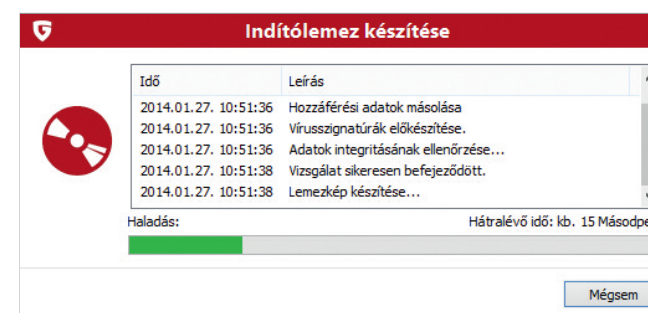 Indítólemez készítése
Idő Leírás
2014.01.27. 10:51:36 Hozzáférési adatok másolása
2014.01.27. 10:51:36 Vírusszignatúrák előkészítése.
2014.01.27. 10:51:36 Adatok integritásának ellenőrzése...
2014.01.27. 10:51:38 Vizsgálat sikeresen befejeződött.
2014.01.27. 10:51:38 Lemezkép készítése...
Haladás: Hátralévő idő: kb. 15 Másodpe
Mégsem